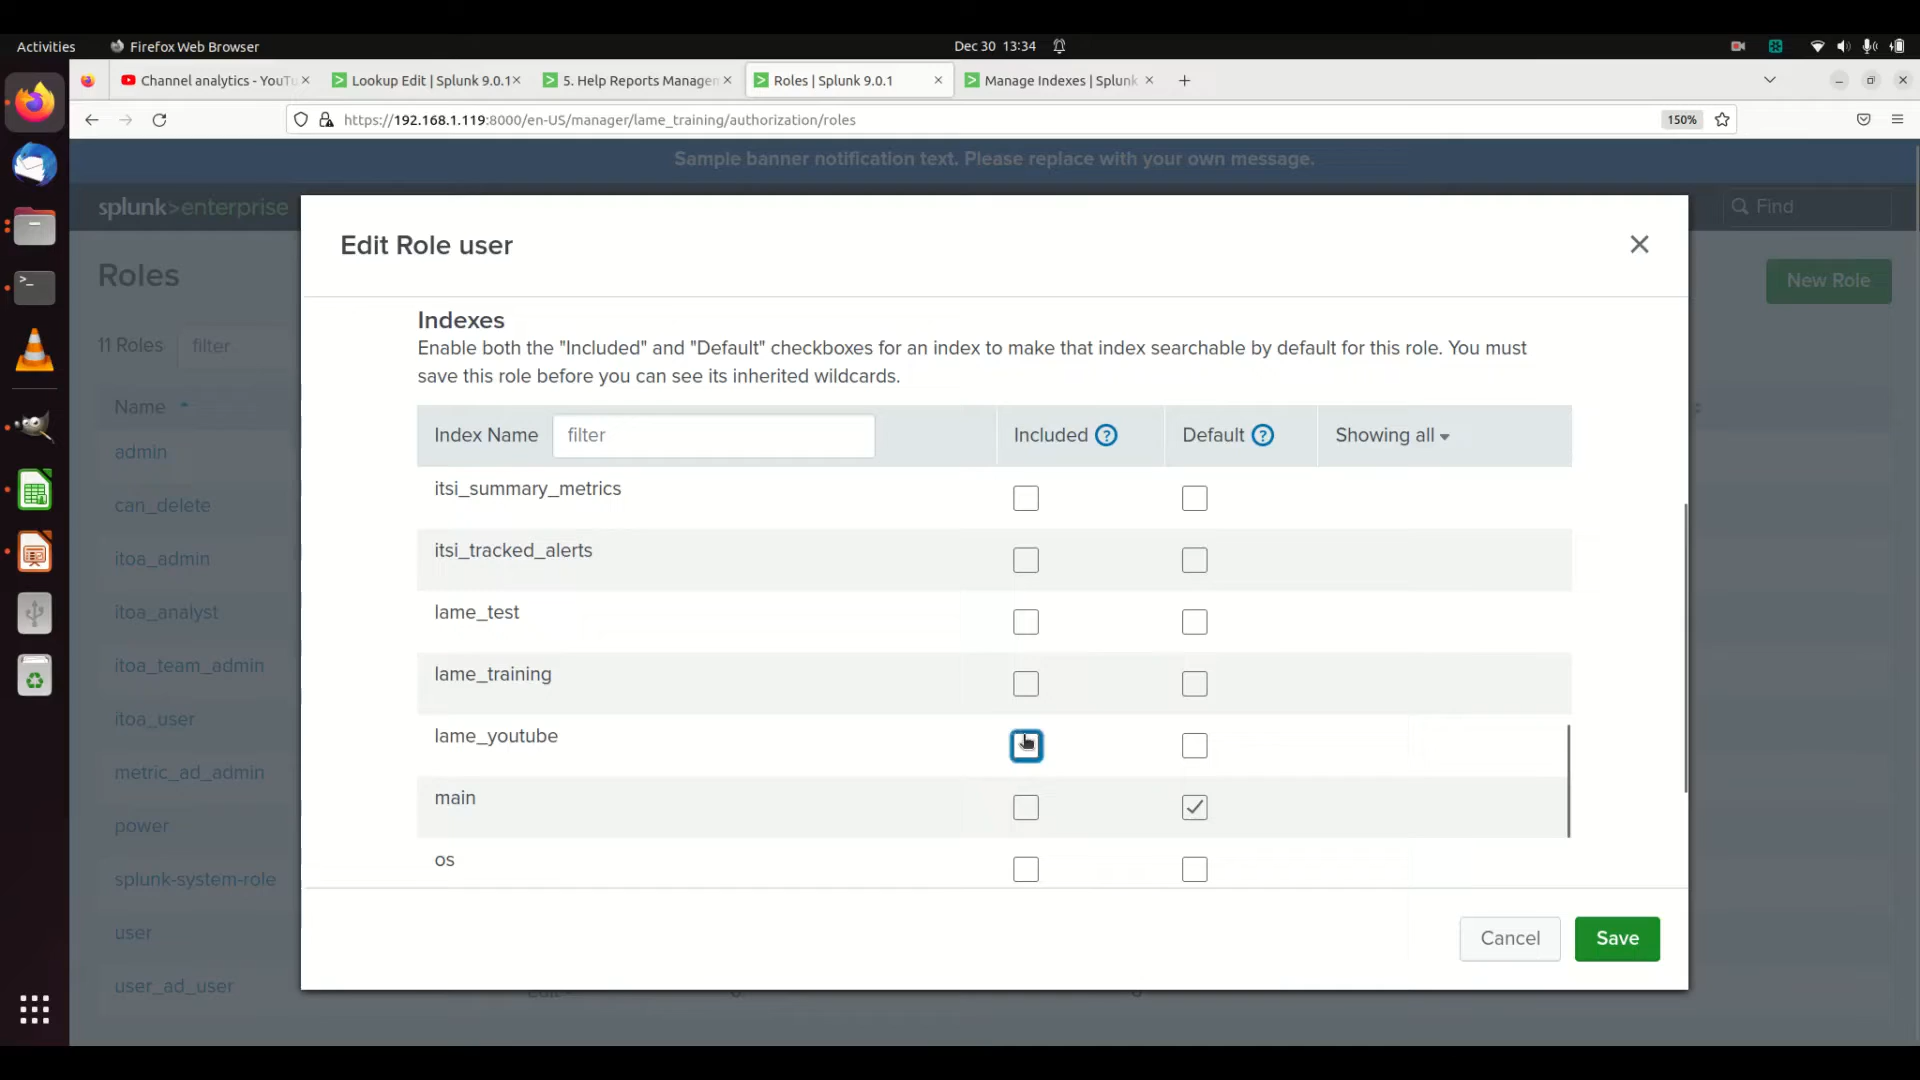 Activities Firefox Web Browser Dec 30 13:34
Channel analytics - YouTu Lookup Edit | Splunk 9.0.1 5. Help Reports Managem Roles | Splunk 9.0.1 Manage Indexes | Splunk
https://192.168.1.119:8000/en-US/manager/lame_training/authorization/roles 150%
Sample banner notification text. Please replace with your own message.
splunk>enterprise Find
Edit Role user
Roles New Role
11 Roles filter
Indexes
Enable both the "Included" and "Default" checkboxes for an index to make that index searchable by default for this role. You must
save this role before you can see its inherited wildcards.
Name
Index Name filter Included ? Default ? Showing all
admin
can_delete
itoa_admin
itoa_analyst
itoa_team_admin
itoa_user
metric_ad_admin
power
splunk-system-role
user
user_ad_user
itsi_summary_metrics
itsi_tracked_alerts
lame_test
lame_training
lame_youtube
main
os
Cancel Save